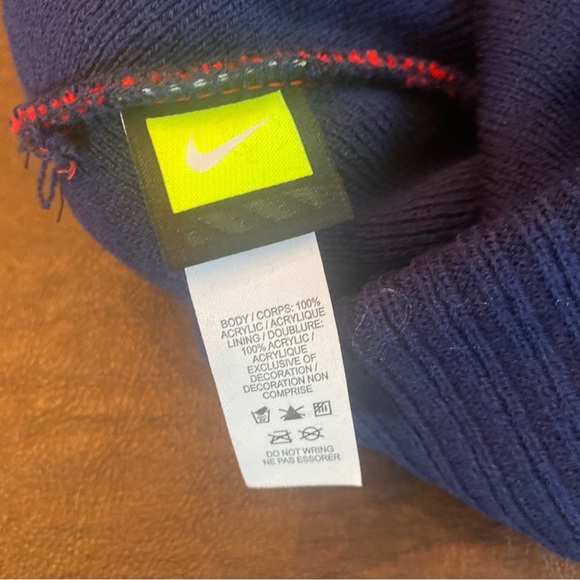 BODY / CORPS: 100%
ACRYLIC / ACRYLIQUE
LINING / DOUBLURE:
100% ACRYLIC /
ACRYLIQUE
EXCLUSIVE OF
DECORATION /
DECORATION NON
COMPRISE
DO NOT WRING
NE PAS ESSORER